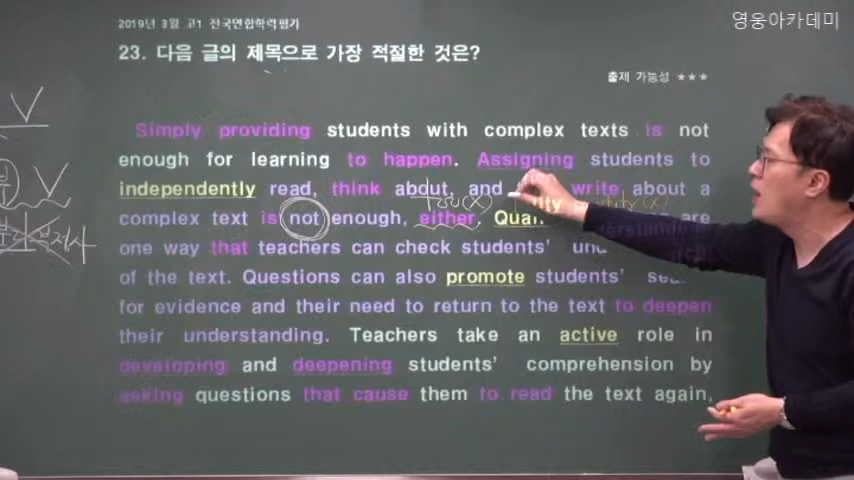 영웅아카데미
2019년 3월 고1 전국연합학력평가
23. 다음 글의 제목으로 가장 적절한 것은?
출제 가능성 ★★★
Simply providing students with complex texts is not
enough for learning to happen. Assigning students to
independently read, think about, and write about a
too(X)
complex text is not enough, either. are
one way that teachers can check students'
of the text. Questions can also promote students'
for evidence and their need to return to the text to deepen
their understanding. Teachers take an active role in
developing and deepening students' comprehension by
asking questions that cause them to read the text again,
V
V